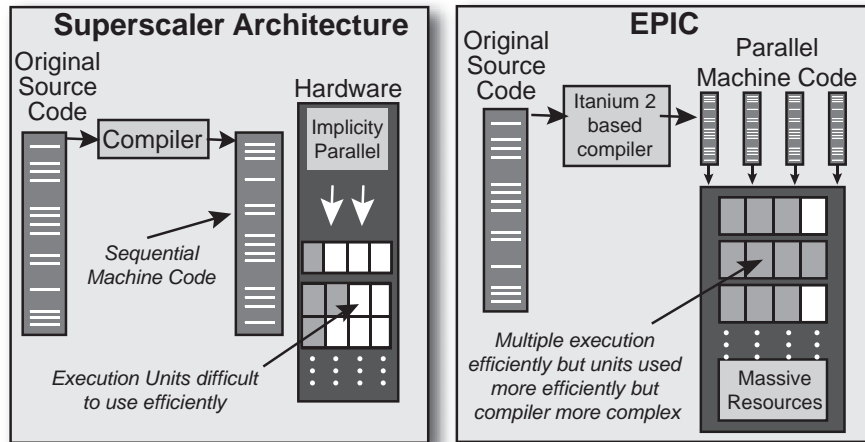 Superscaler Architecture
Original
Source
Code
Compiler
Hardware
Implicity
Parallel
Sequential
Machine Code
Execution Units difficult
to use efficiently
EPIC
Original
Source
Code
Itanium 2
based
compiler
Parallel
Machine Code
Multiple execution
efficiently but units used
more efficiently but
compiler more complex
Massive
Resources